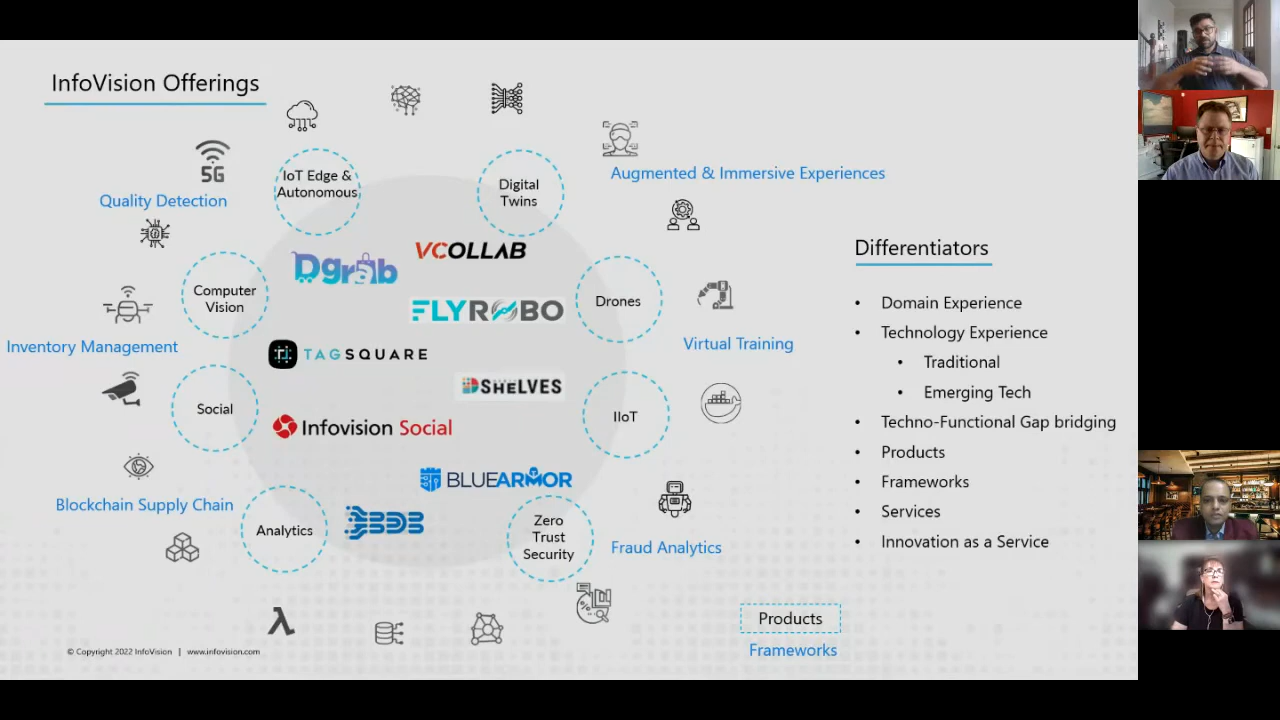 InfoVision Offerings
5G
IoT Edge &
Autonomous
Digital
Twins
Augmented & Immersive Experiences
Quality Detection
VCOLLAB
Dgrab
Computer
Vision
FLYROBO
Drones
Inventory Management
TAGSQUARE
Virtual Training
SHELVES
Social
Infovision Social
IIoT
BLUEARMOR
Blockchain Supply Chain
Analytics
BDB
Zero
Trust
Security
Fraud Analytics
λ
Differentiators
• Domain Experience
• Technology Experience
• Traditional
• Emerging Tech
• Techno-Functional Gap bridging
• Products
• Frameworks
• Services
• Innovation as a Service
Products
Frameworks
© Copyright 2022 InfoVision | www.infovision.com